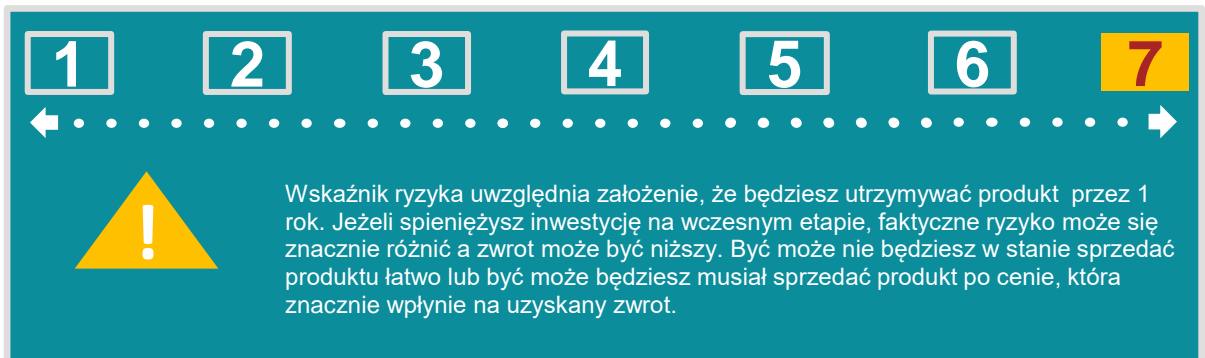 1 2 3 4 5 6 7
!
Wskaźnik ryzyka uwzględnia założenie, że będziesz utrzymywać produkt  przez 1
rok. Jeżeli spieniężysz inwestycję na wczesnym etapie, faktyczne ryzyko może się
znacznie różnić a zwrot może być niższy. Być może nie będziesz w stanie sprzedać
produktu łatwo lub być może będziesz musiał sprzedać produkt po cenie, która
znacznie wpłynie na uzyskany zwrot.